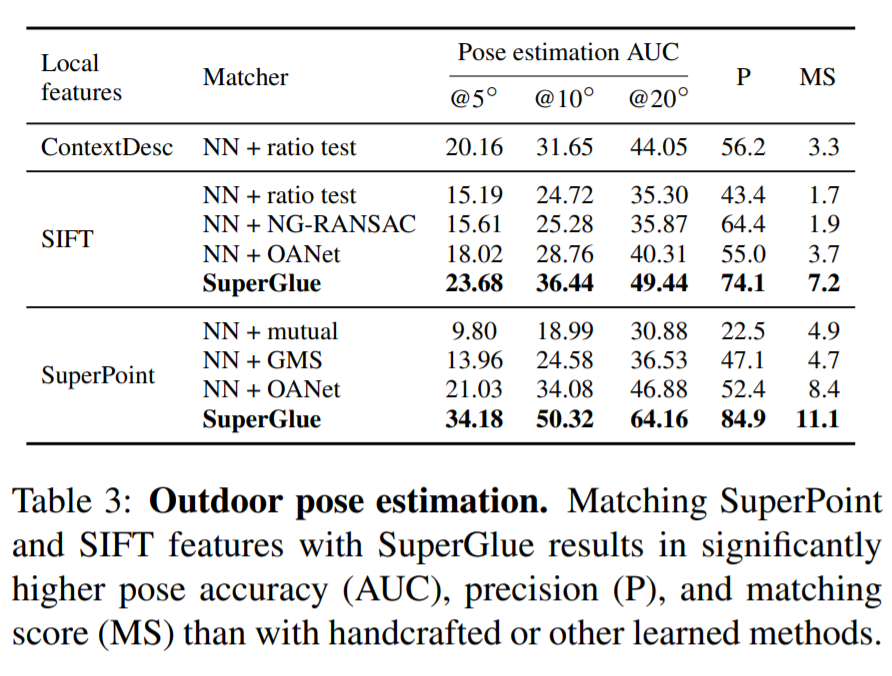 Local features Matcher Pose estimation AUC P MS
@5° @10° @20°
ContextDesc NN + ratio test 20.16 31.65 44.05 56.2 3.3
SIFT
NN + ratio test 15.19 24.72 35.30 43.4 1.7
NN + NG-RANSAC 15.61 25.28 35.87 64.4 1.9
NN + OANet 18.02 28.76 40.31 55.0 3.7
SuperGlue 23.68 36.44 49.44 74.1 7.2
SuperPoint
NN + mutual 9.80 18.99 30.88 22.5 4.9
NN + GMS 13.96 24.58 36.53 47.1 4.7
NN + OANet 21.03 34.08 46.88 52.4 8.4
SuperGlue 34.18 50.32 64.16 84.9 11.1
Table 3: Outdoor pose estimation. Matching SuperPoint
and SIFT features with SuperGlue results in significantly
higher pose accuracy (AUC), precision (P), and matching
score (MS) than with handcrafted or other learned methods.